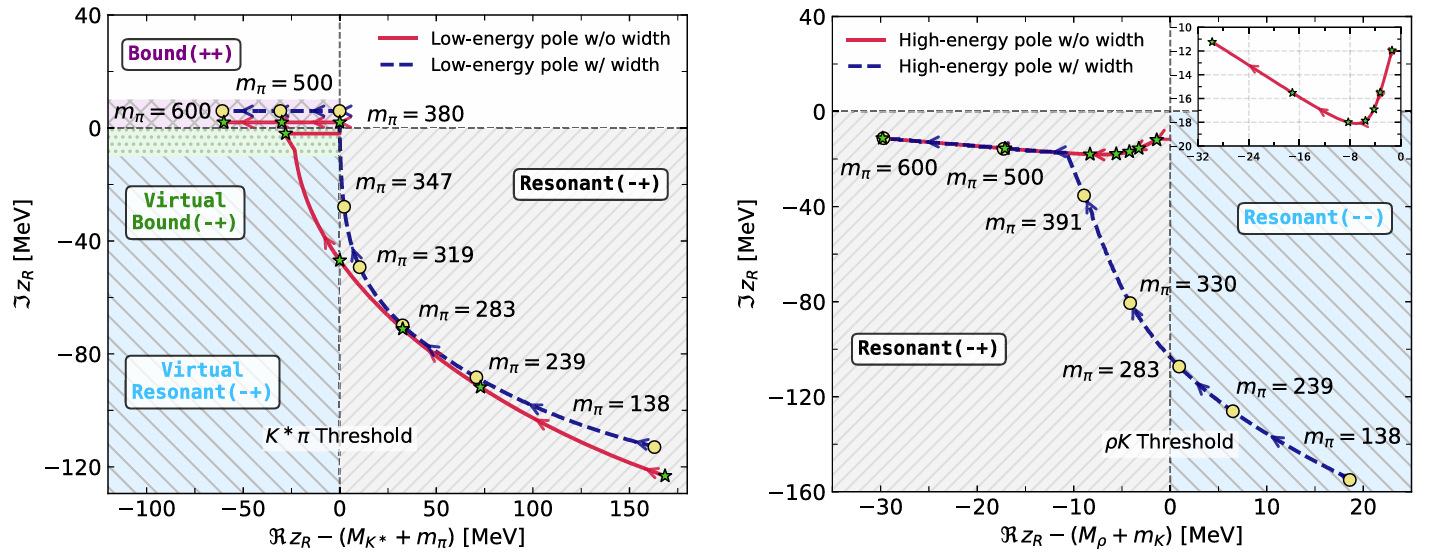 40
0
−40
−80
−120
ℑ z_R [MeV]
Bound(++)
Low-energy pole w/o width
Low-energy pole w/ width
m_π = 500
m_π = 600
m_π = 380
m_π = 347
Resonant(-+)
Virtual
Bound(-+)
m_π = 319
m_π = 283
m_π = 239
Virtual
Resonant(-+)
m_π = 138
K*π Threshold
−100
−50
0
50
100
150
ℜ z_R − (M_K* + m_π) [MeV]
40
0
−40
−80
−120
−160
ℑ z_R [MeV]
High-energy pole w/o width
High-energy pole w/ width
−10
−12
−14
−16
−18
−20
−32
−24
−16
−8
0.
m_π = 600
m_π = 500
m_π = 391
Resonant(--)
m_π = 330
Resonant(-+)
m_π = 283
m_π = 239
m_π = 138
ρK Threshold
−30
−20
−10
0
10
20
ℜ z_R − (M_ρ + m_K) [MeV]